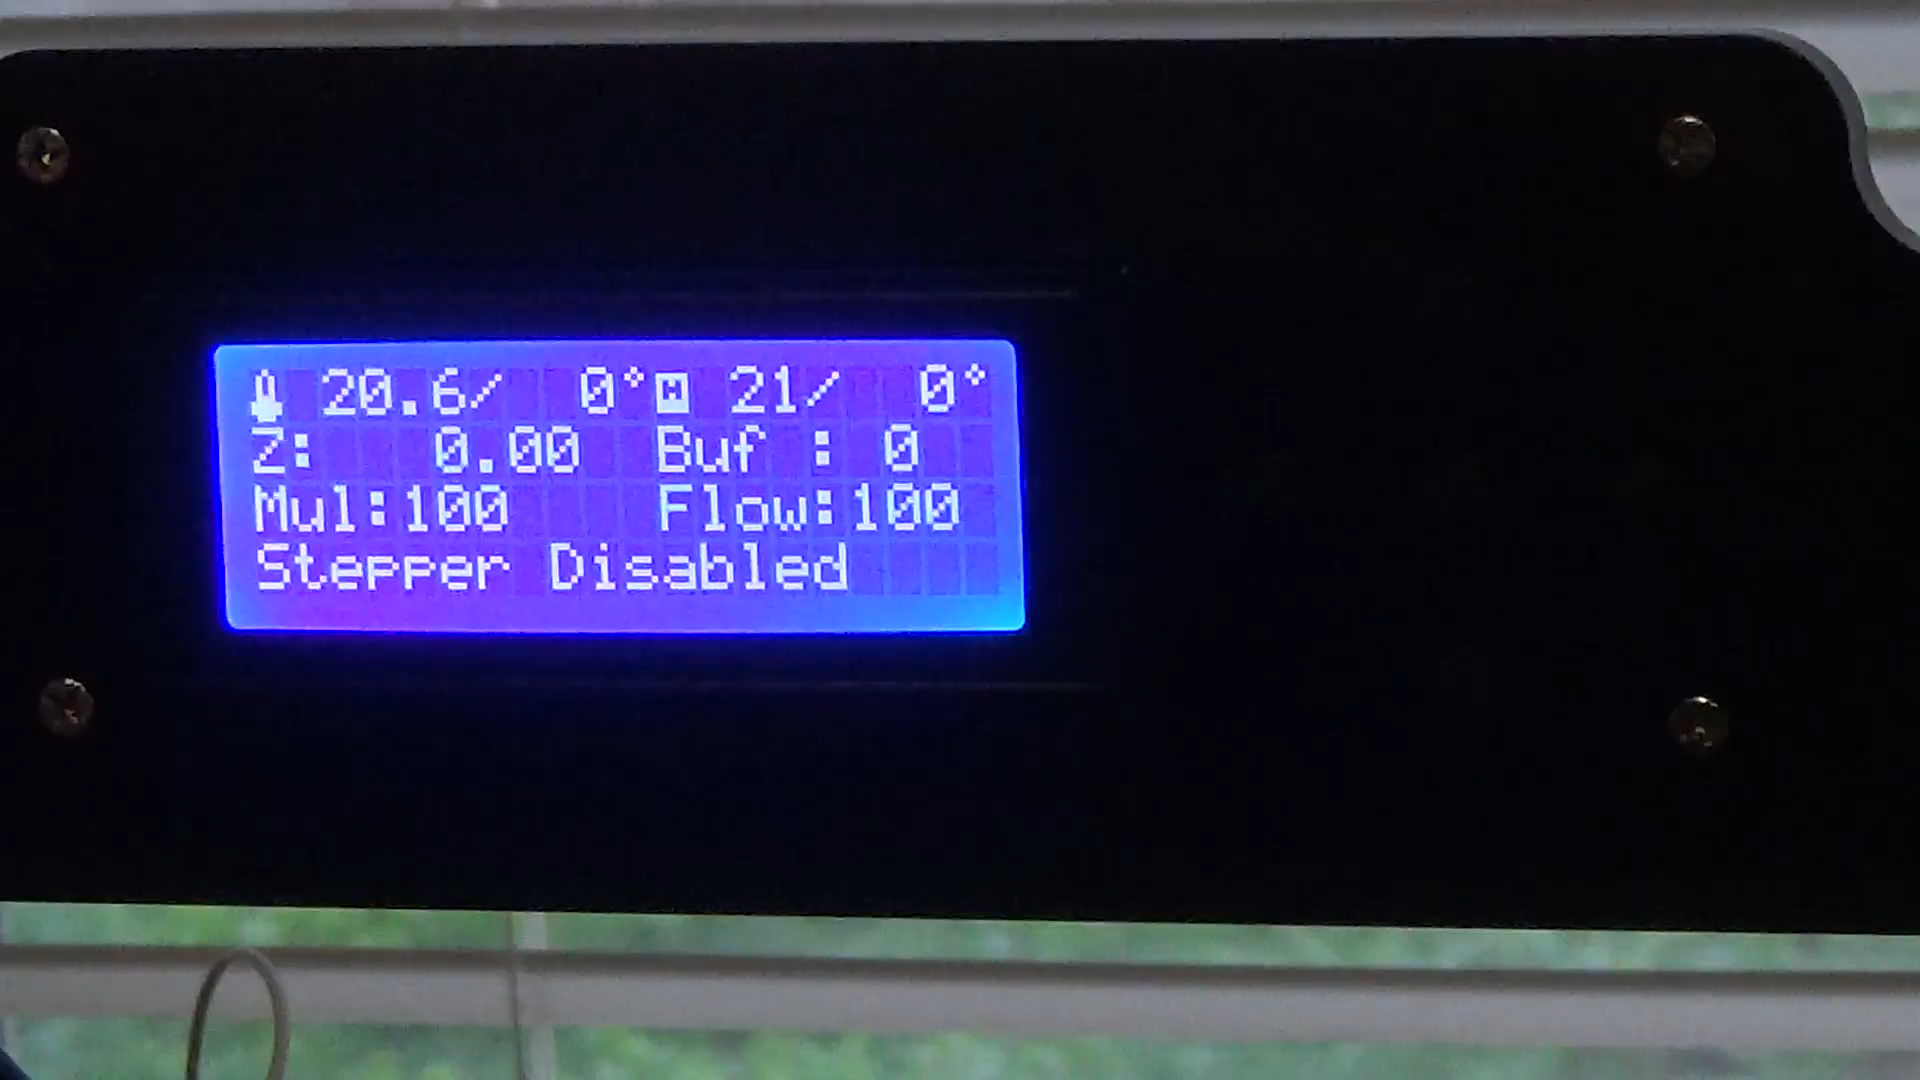 20.6/ 0° 21/ 0°
Z: 0.00 Buf : 0
Mul:100 Flow:100
Stepper Disabled